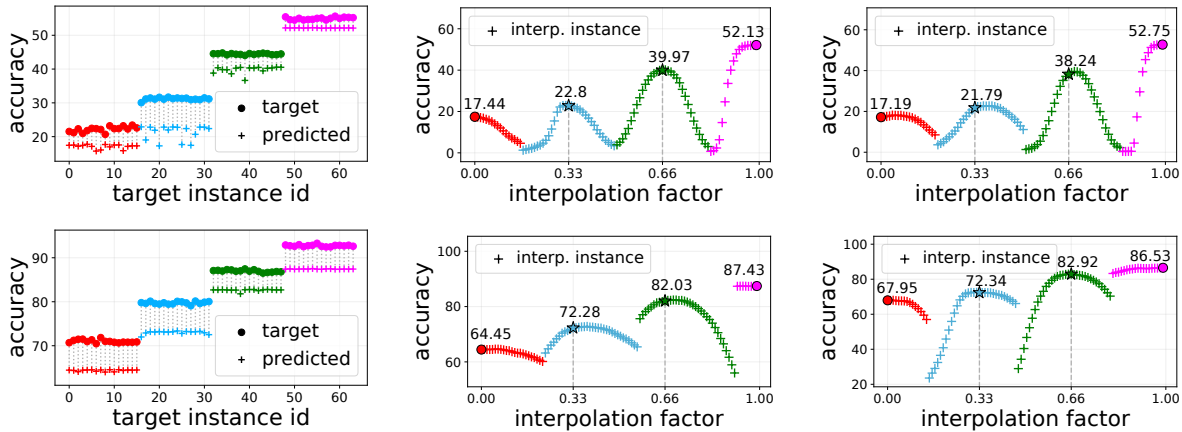 accuracy
50
40
30
20
target
predicted
0 10 20 30 40 50 60
target instance id
accuracy
60
40
20
0
+ interp. instance
17.44
22.8
39.97
52.13
0.00 0.33 0.66 1.00
interpolation factor
accuracy
60
40
20
0
+ interp. instance
17.19
21.79
38.24
52.75
0.00 0.33 0.66 1.00
interpolation factor
accuracy
90
80
70
target
predicted
0 10 20 30 40 50 60
target instance id
accuracy
100
80
60
+ interp. instance
64.45
72.28
82.03
87.43
0.00 0.33 0.66 1.00
interpolation factor
accuracy
100
80
60
40
20
+ interp. instance
67.95
72.34
82.92
86.53
0.00 0.33 0.66 1.00
interpolation factor